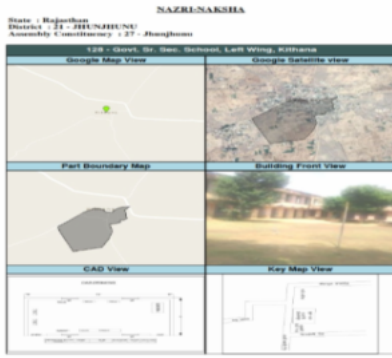 NAZRI-NAKSHA
State : Rajasthan
District : 21 - JHUNJHUNU
Assembly Constituency : 27 - Jhunjhunu
128 - Govt. Sr. Sec. School, Left Wing, Kithana
Google Map View
Google Satellite view
Part Boundary Map
Building Front View
CAD View
Key Map View